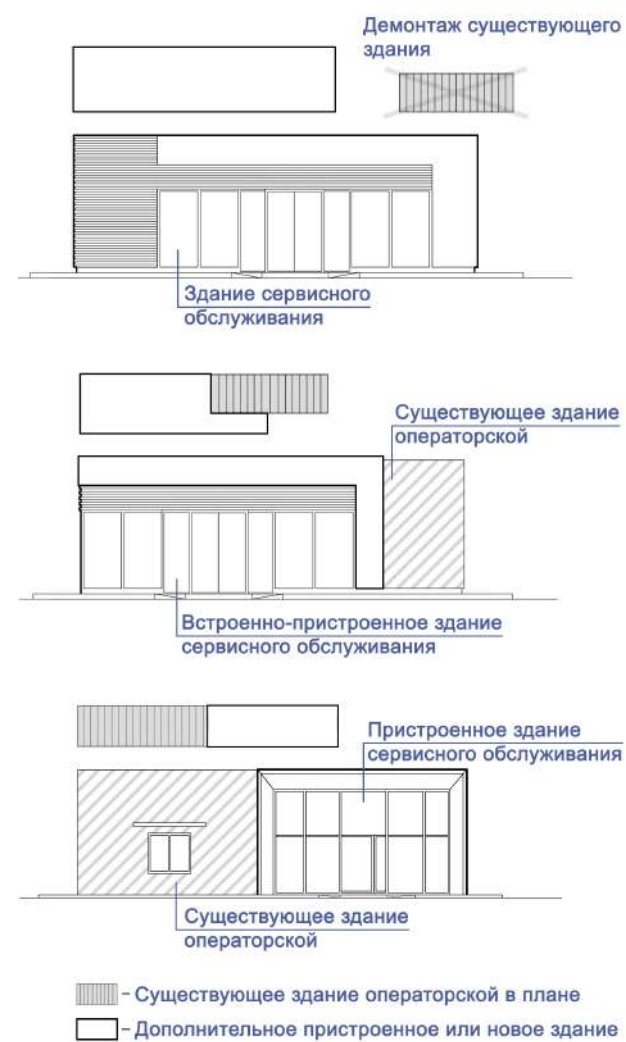 Демонтаж существующего
здания
Здание сервисного
обслуживания
Существующее здание
операторской
Встроенно-пристроенное здание
сервисного обслуживания
Пристроенное здание
сервисного обслуживания
Существующее здание
операторской
- Существующее здание операторской в плане
- Дополнительное пристроенное или новое здание